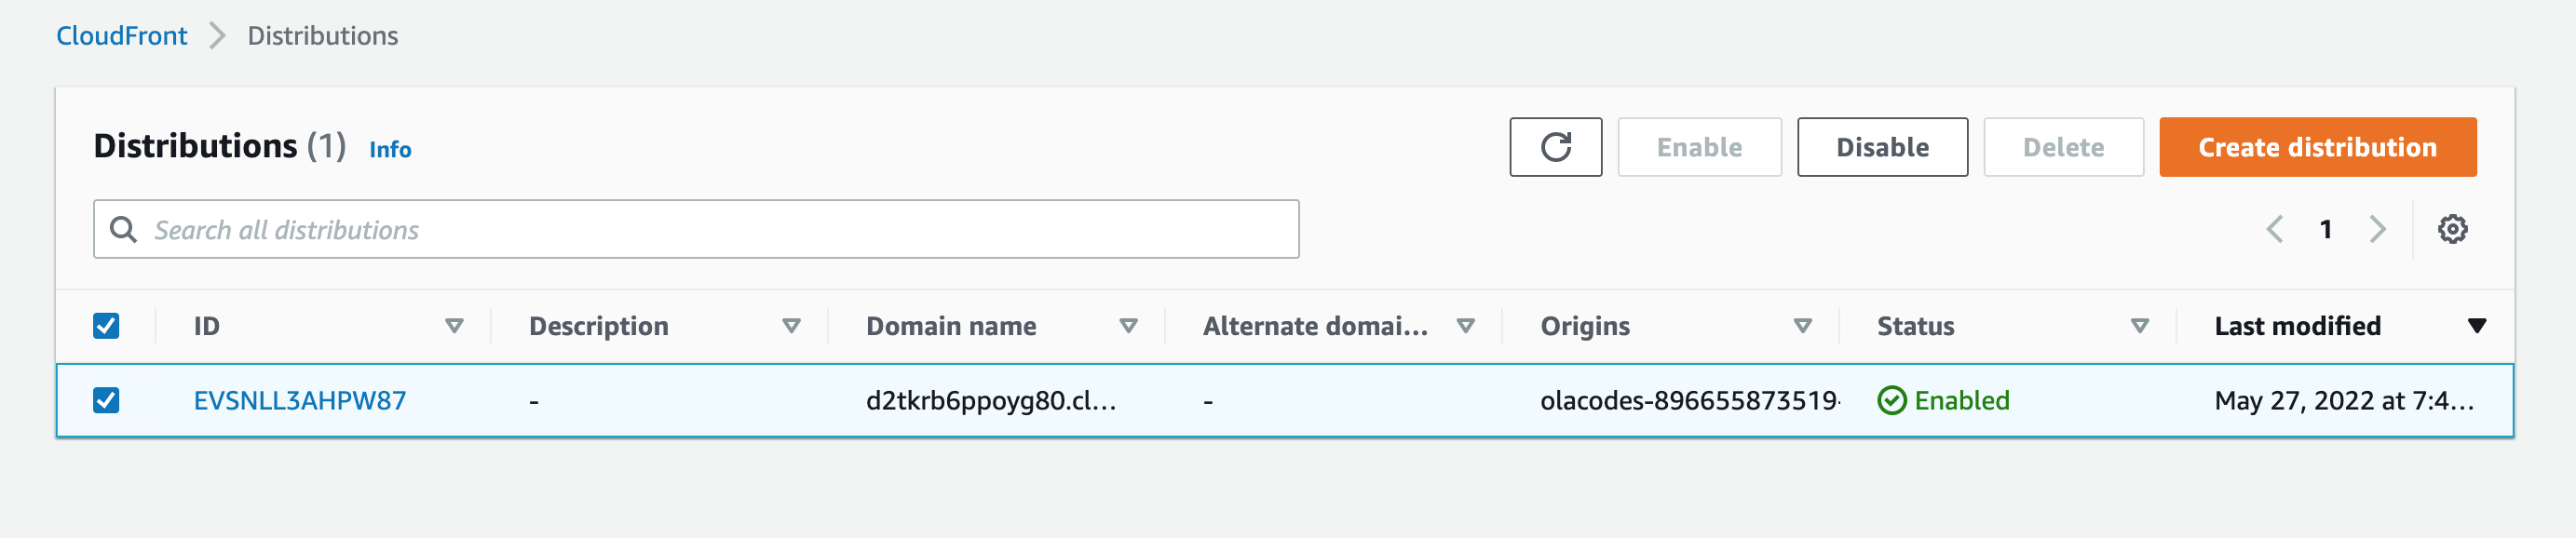 CloudFront Distributions
Distributions (1) Info
Enable Disable Delete Create distribution
Search all distributions
1
ID Description Domain name Alternate domai... Origins Status Last modified
EVSNLL3AHPW87 - d2tkrb6ppoyg80.cl... - olacodes-896655873519- Enabled May 27, 2022 at 7:4...